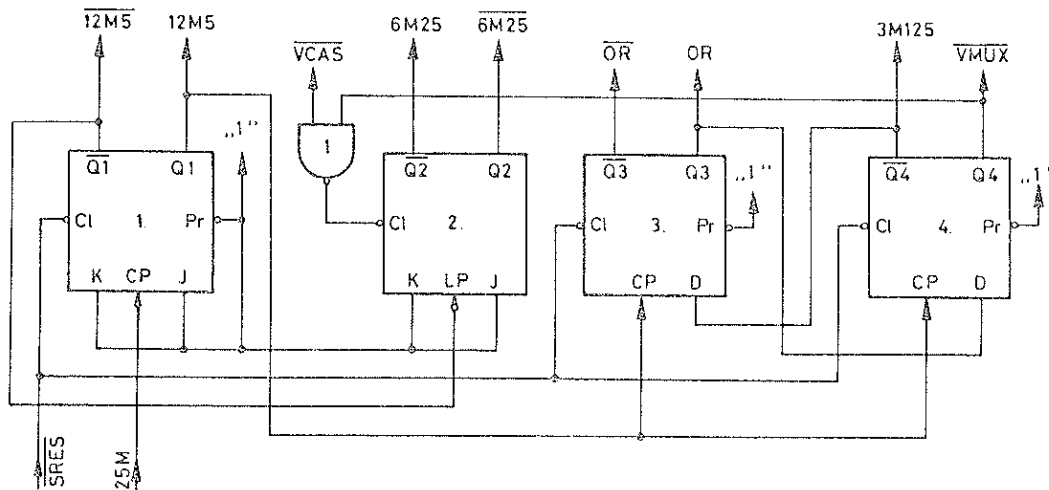 12M5 12M5 6M25 6M25 3M125
VCAS OR OR VMUX
„1" „1" „1"
Q1 Q1 1 Q2 Q2 Q3 Q3 Q4 Q4
Cl 1. Pr Cl 2. Cl 3. Pr Cl 4. Pr
K CP J K LP J CP D CP D
SRES
25M